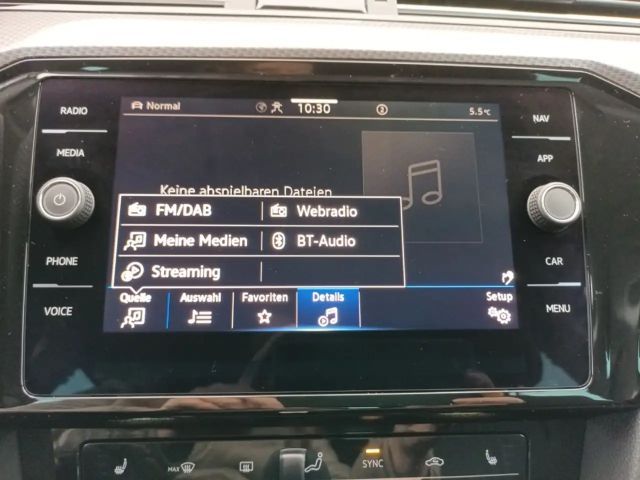 RADIO
MEDIA
PHONE
VOICE
Normal
10:30
2
5.5°C
Keine abspielbaren Dateien
FM/DAB
Webradio
Meine Medien
BT-Audio
Streaming
Quelle
Auswahl
Favoriten
Details
Setup
NAV
APP
CAR
MENU
MAX
SYNC